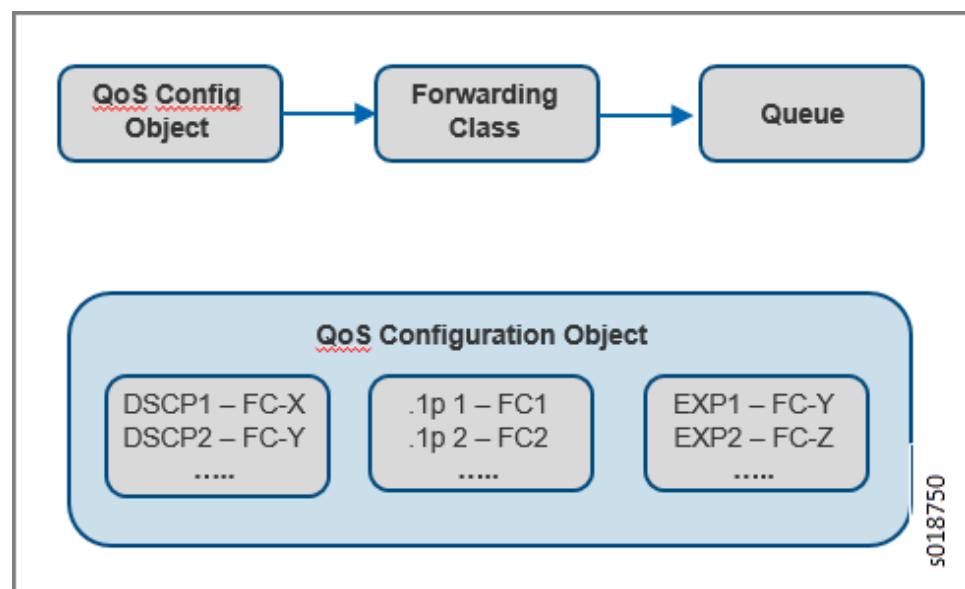 QoS Config
Object
Forwarding
Class
Queue
QoS Configuration Object
DSCP1 – FC-X
DSCP2 – FC-Y
.....
.1p 1 – FC1
.1p 2 – FC2
.....
EXP1 – FC-Y
EXP2 – FC-Z
.....
s018750